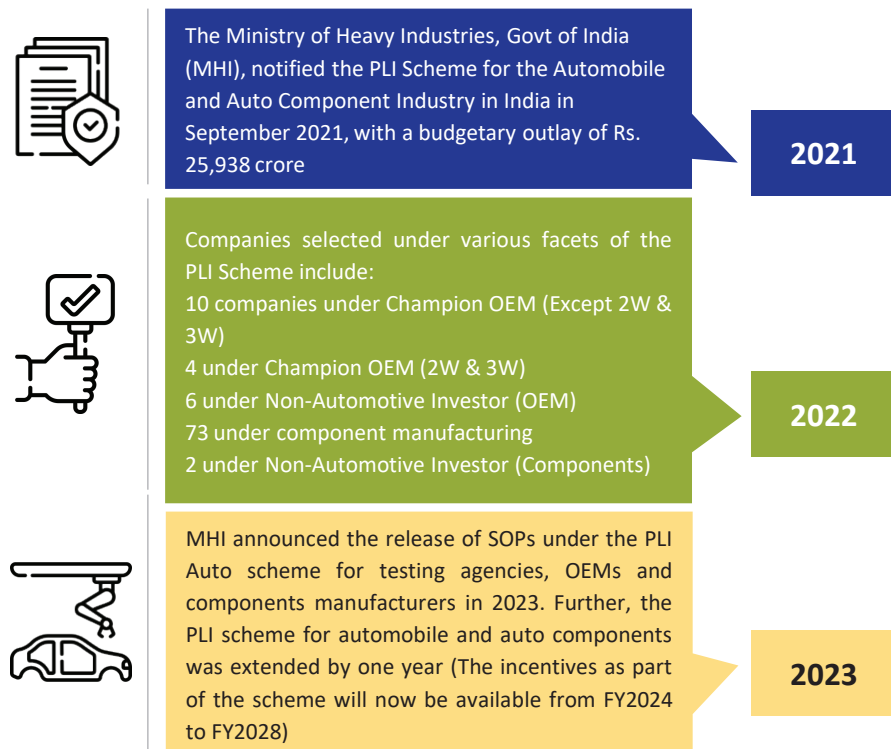 The Ministry of Heavy Industries, Govt of India
(MHI), notified the PLI Scheme for the Automobile
and Auto Component Industry in India in
September 2021, with a budgetary outlay of Rs.
25,938 crore
2021
Companies selected under various facets of the
PLI Scheme include:
10 companies under Champion OEM (Except 2W &
3W)
4 under Champion OEM (2W & 3W)
6 under Non-Automotive Investor (OEM)
73 under component manufacturing
2 under Non-Automotive Investor (Components)
2022
MHI announced the release of SOPs under the PLI
Auto scheme for testing agencies, OEMs and
components manufacturers in 2023. Further, the
PLI scheme for automobile and auto components
was extended by one year (The incentives as part
of the scheme will now be available from FY2024
to FY2028)
2023